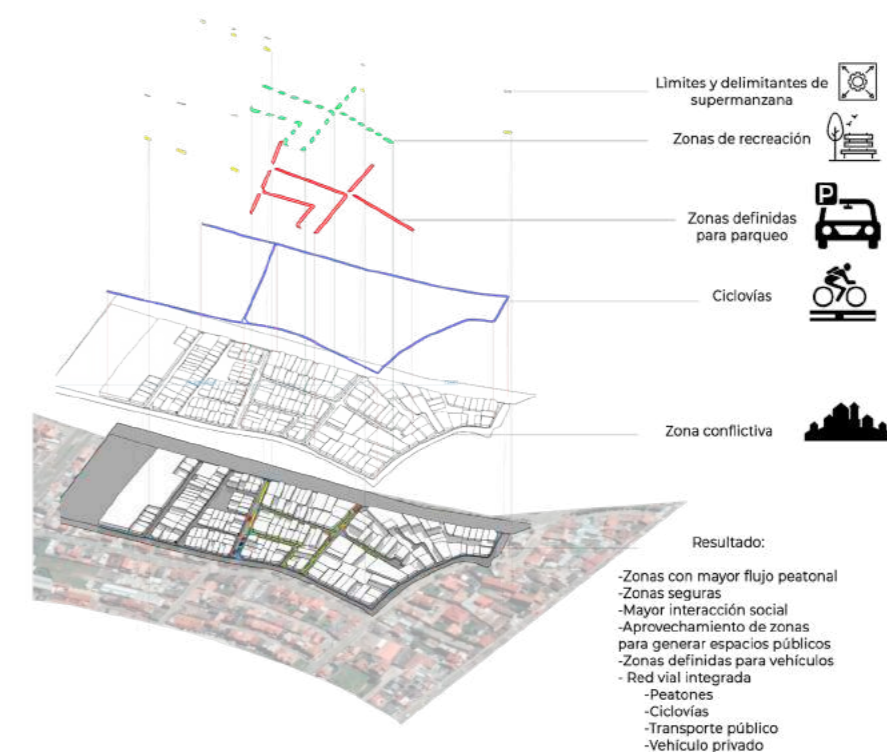 Lìmites y delimitantes de
supermanzana
Zonas de recreación
P
Zonas definidas
para parqueo
Ciclovías
Zona conflictiva
Resultado:
-Zonas con mayor flujo peatonal
-Zonas seguras
-Mayor interacción social
-Aprovechamiento de zonas
para generar espacios públicos
-Zonas definidas para vehículos
- Red vial integrada
-Peatones
-Ciclovías
-Transporte público
-Vehículo privado